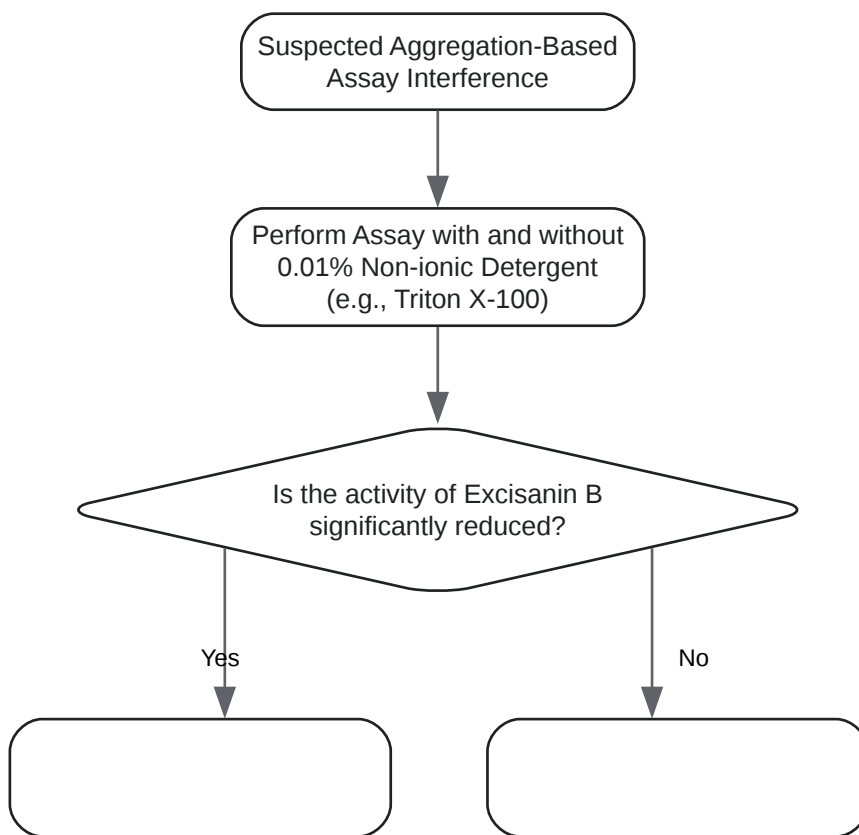 Suspected Aggregation-Based
Assay Interference
Perform Assay with and without
0.01% Non-ionic Detergent
(e.g., Triton X-100)
Is the activity of Excisanin B
significantly reduced?
Yes
No